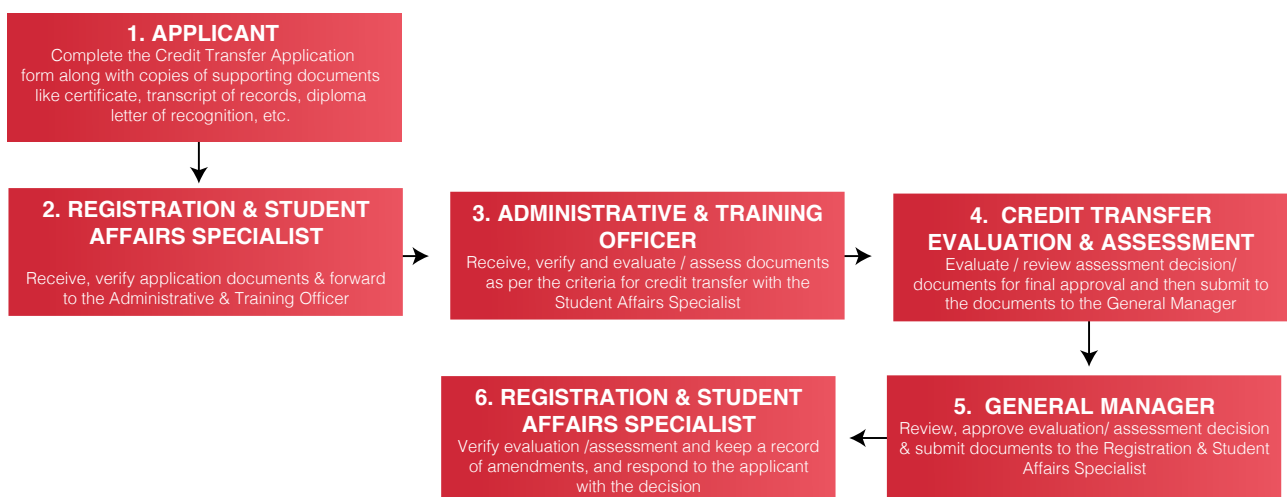 1. APPLICANT
Complete the Credit Transfer Application
form along with copies of supporting documents
like certificate, transcript of records, diploma
letter of recognition, etc.
2. REGISTRATION & STUDENT
AFFAIRS SPECIALIST
Receive, verify application documents & forward
to the Administrative & Training Officer
3. ADMINISTRATIVE & TRAINING
OFFICER
Receive, verify and evaluate / assess documents
as per the criteria for credit transfer with the
Student Affairs Specialist
4. CREDIT TRANSFER
EVALUATION & ASSESSMENT
Evaluate / review assessment decision/
documents for final approval and then submit to
the documents to the General Manager
5. GENERAL MANAGER
Review, approve evaluation/ assessment decision
& submit documents to the Registration & Student
Affairs Specialist
6. REGISTRATION & STUDENT
AFFAIRS SPECIALIST
Verify evaluation /assessment and keep a record
of amendments, and respond to the applicant
with the decision